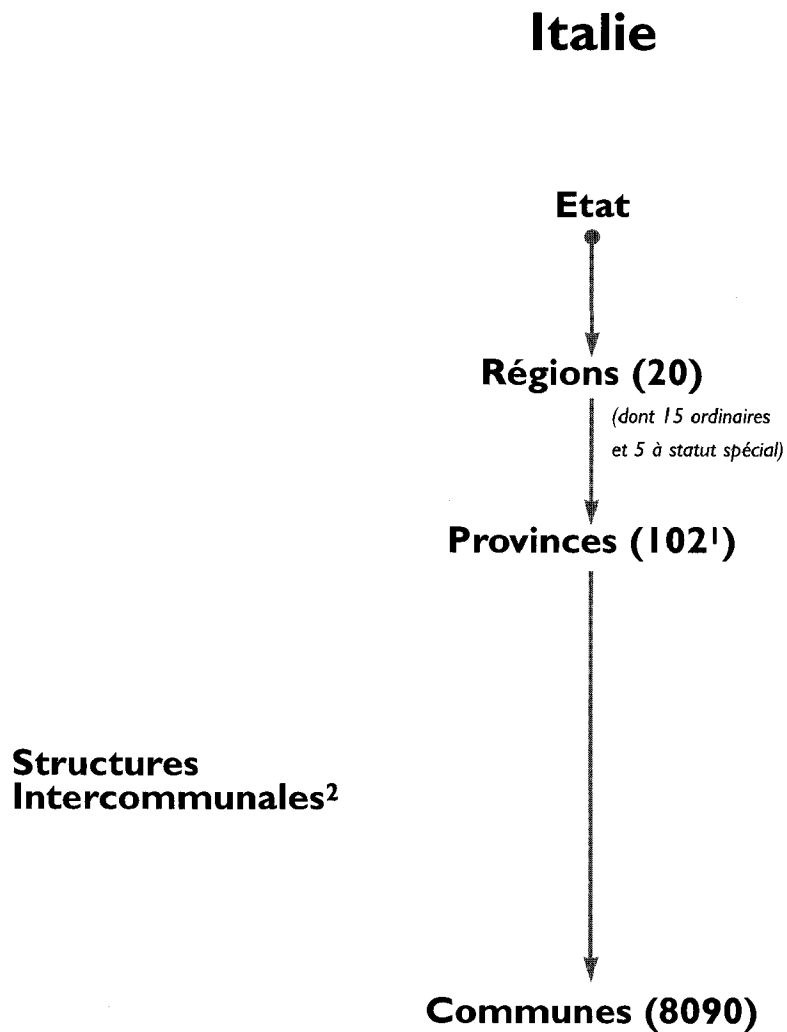 Italie
Etat
Régions (20)
(dont 15 ordinaires
et 5 à statut spécial)
Provinces (102¹)
Structures
Intercommunales²
Communes (8090)